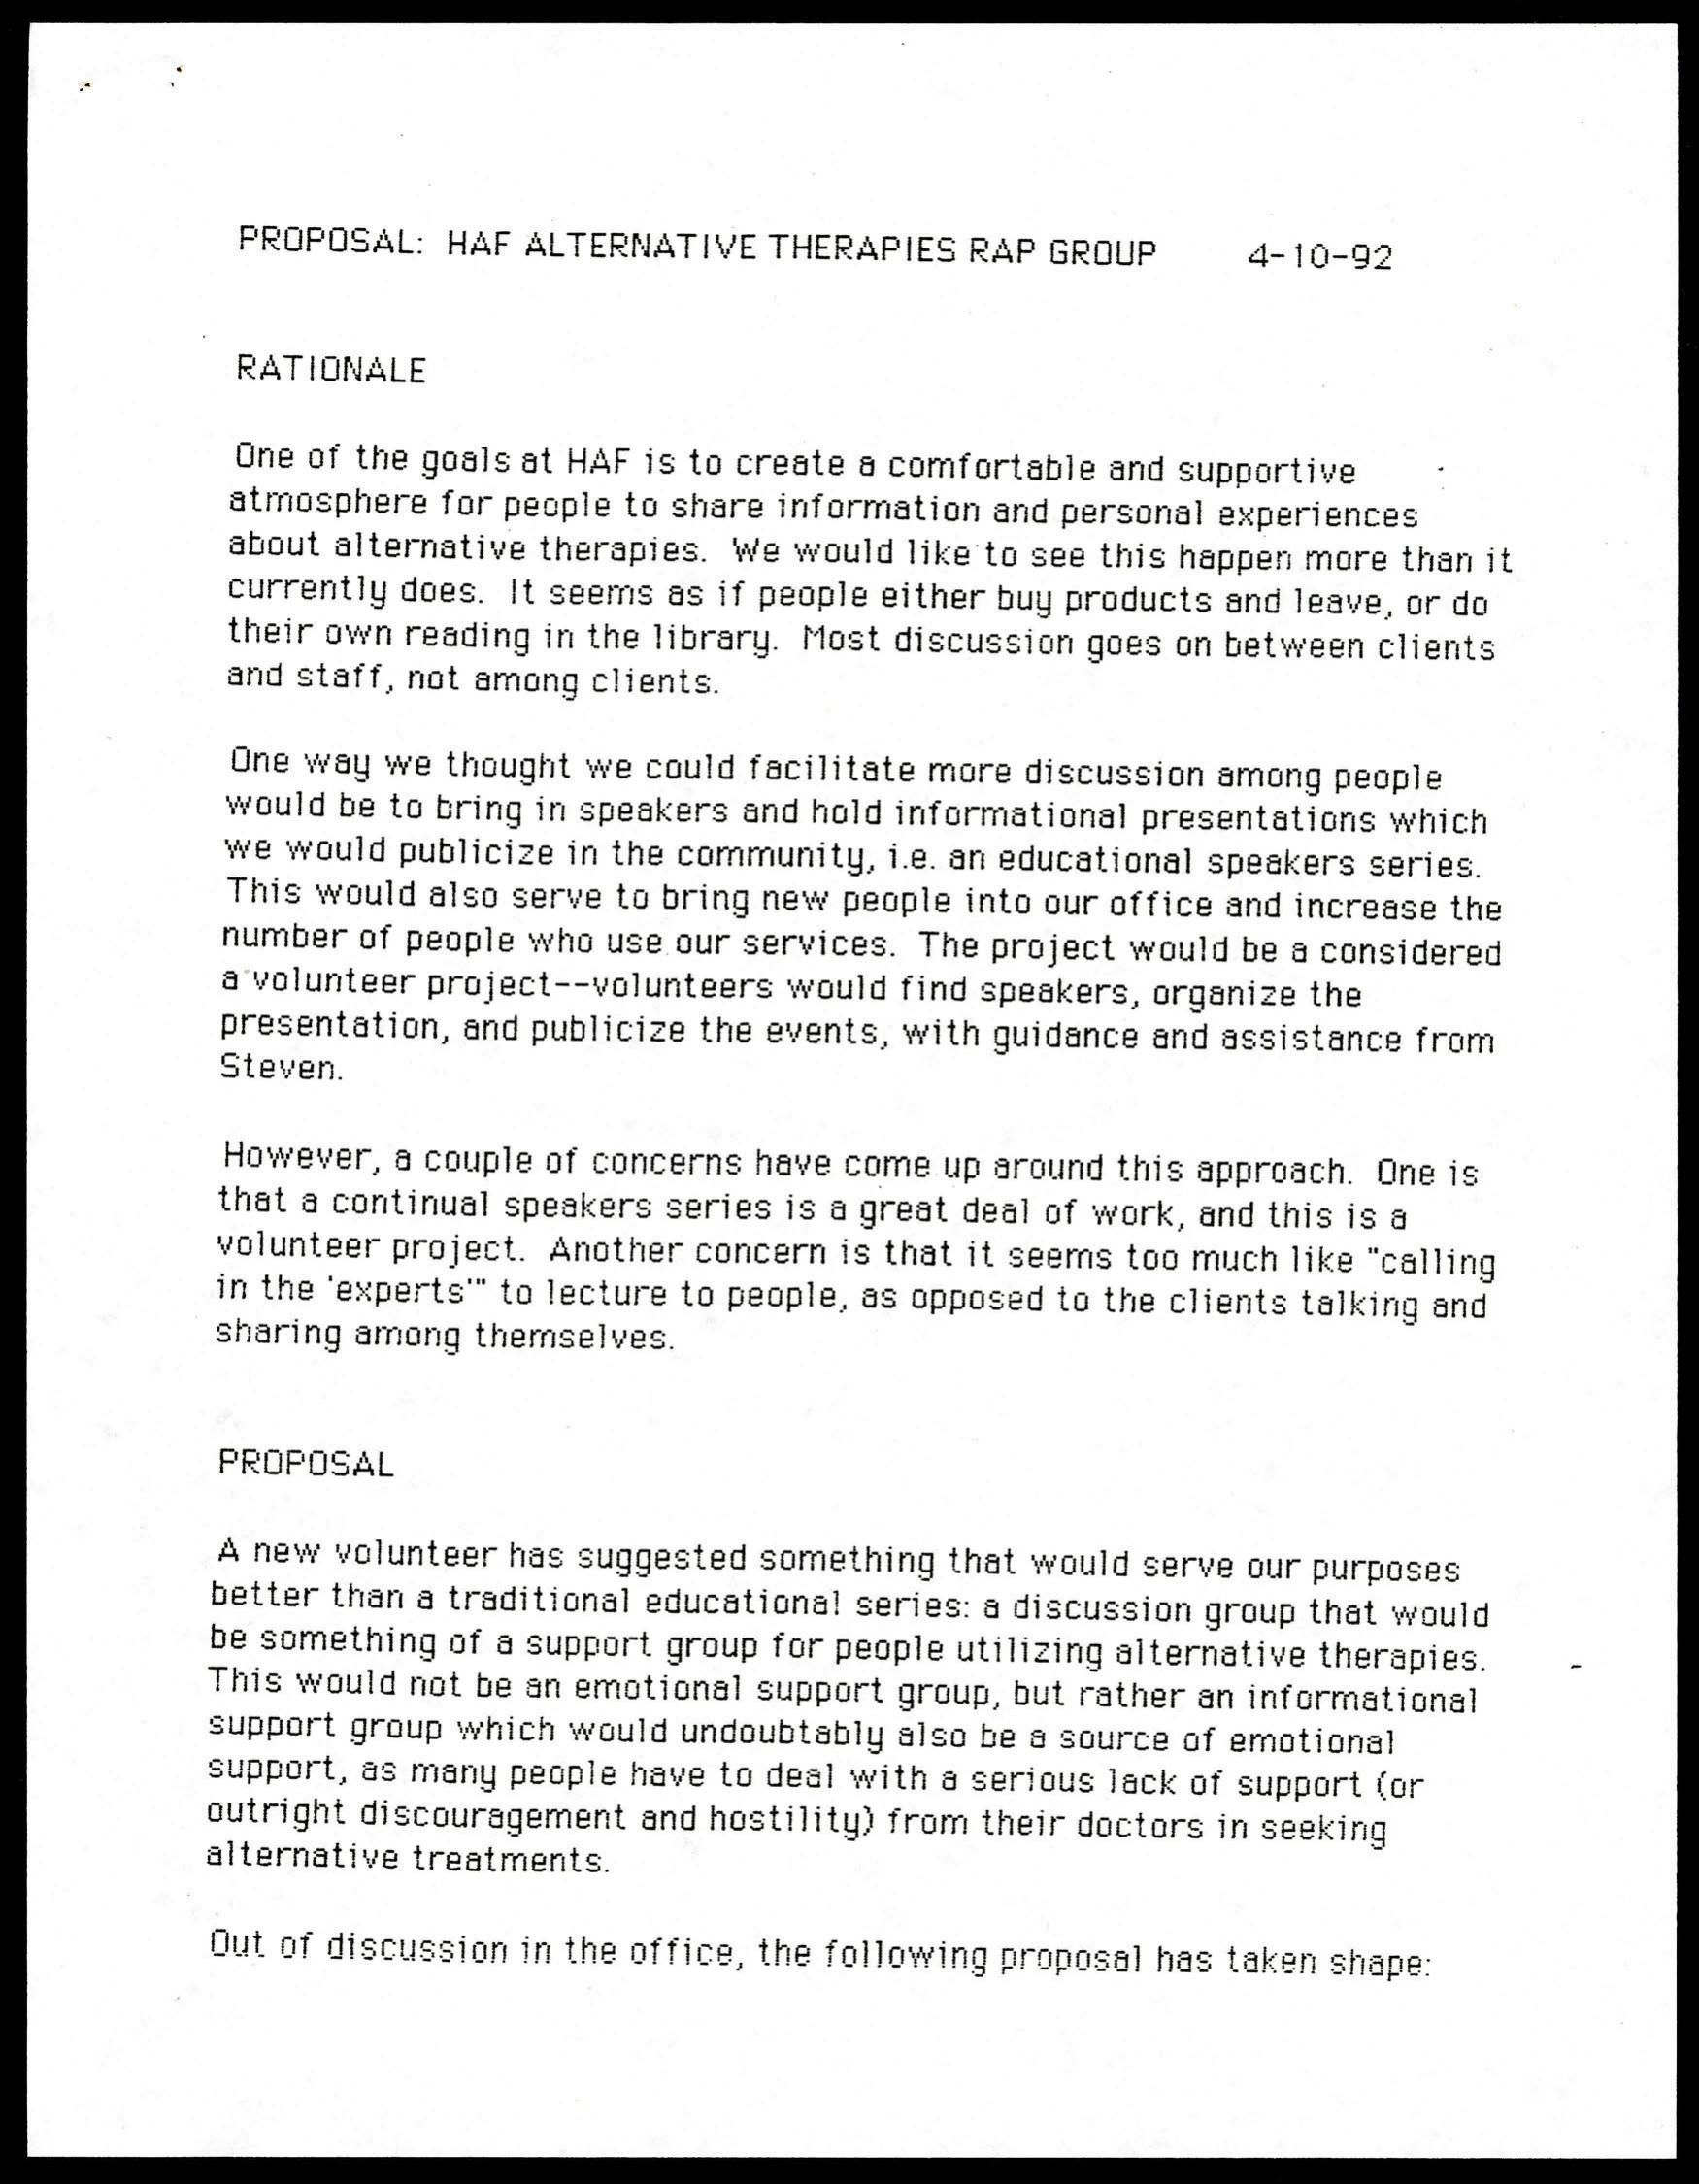 PROPOSAL: HAF ALTERNATIVE THERAPIES RAP GROUP 4-10-92
RATIONALE
One of the goals at HAF is to create a comfortable and supportive
atmosphere for people to share information and personal experiences
about alternative therapies. We would like to see this happen more than it
currently does. It seems as if people either buy products and leave, or do
their own reading in the library. Most discussion goes on between clients
and staff, not among clients.
One way we thought we could facilitate more discussion among people
would be to bring in speakers and hold informational presentations which
we would publicize in the community, i.e. an educational speakers series.
This would also serve to bring new people into our office and increase the
number of people who use our services. The project would be a considered
a volunteer project--volunteers would find speakers, organize the
presentation, and publicize the events, with guidance and assistance from
Steven.
However, a couple of concerns have come up around this approach. One is
that a continual speakers series is a great deal of work, and this is a
volunteer project. Another concern is that it seems too much like "calling
in the 'experts'" to lecture to people, as opposed to the clients talking and
sharing among themselves.
PROPOSAL
A new volunteer has suggested something that would serve our purposes
better than a traditional educational series: a discussion group that would
be something of a support group for people utilizing alternative therapies.
This would not be an emotional support group, but rather an informational
support group which would undoubtably also be a source of emotional
support, as many people have to deal with a serious lack of support (or
outright discouragement and hostility) from their doctors in seeking
alternative treatments.
Out of discussion in the office, the following proposal has taken shape: